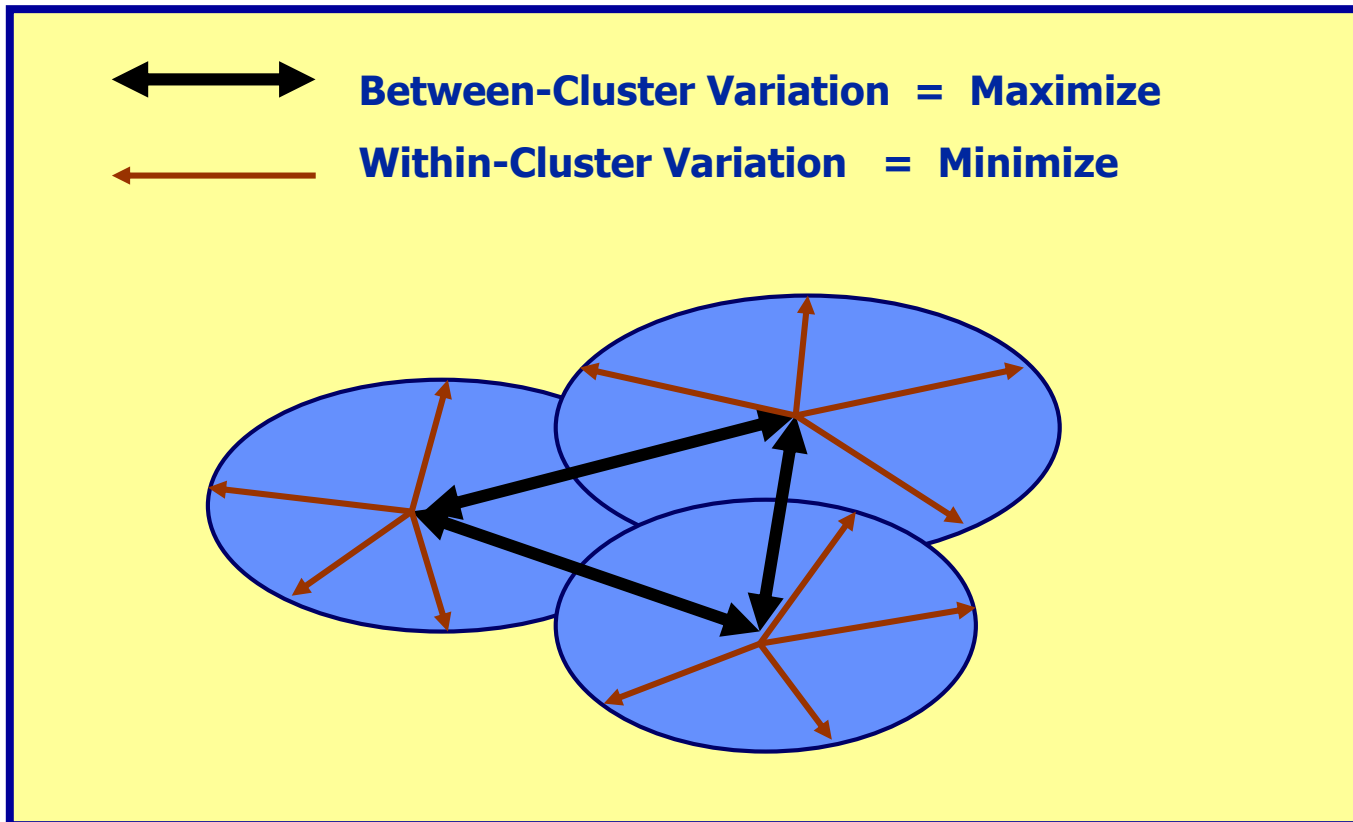 Between-Cluster Variation = Maximize
Within-Cluster Variation = Minimize